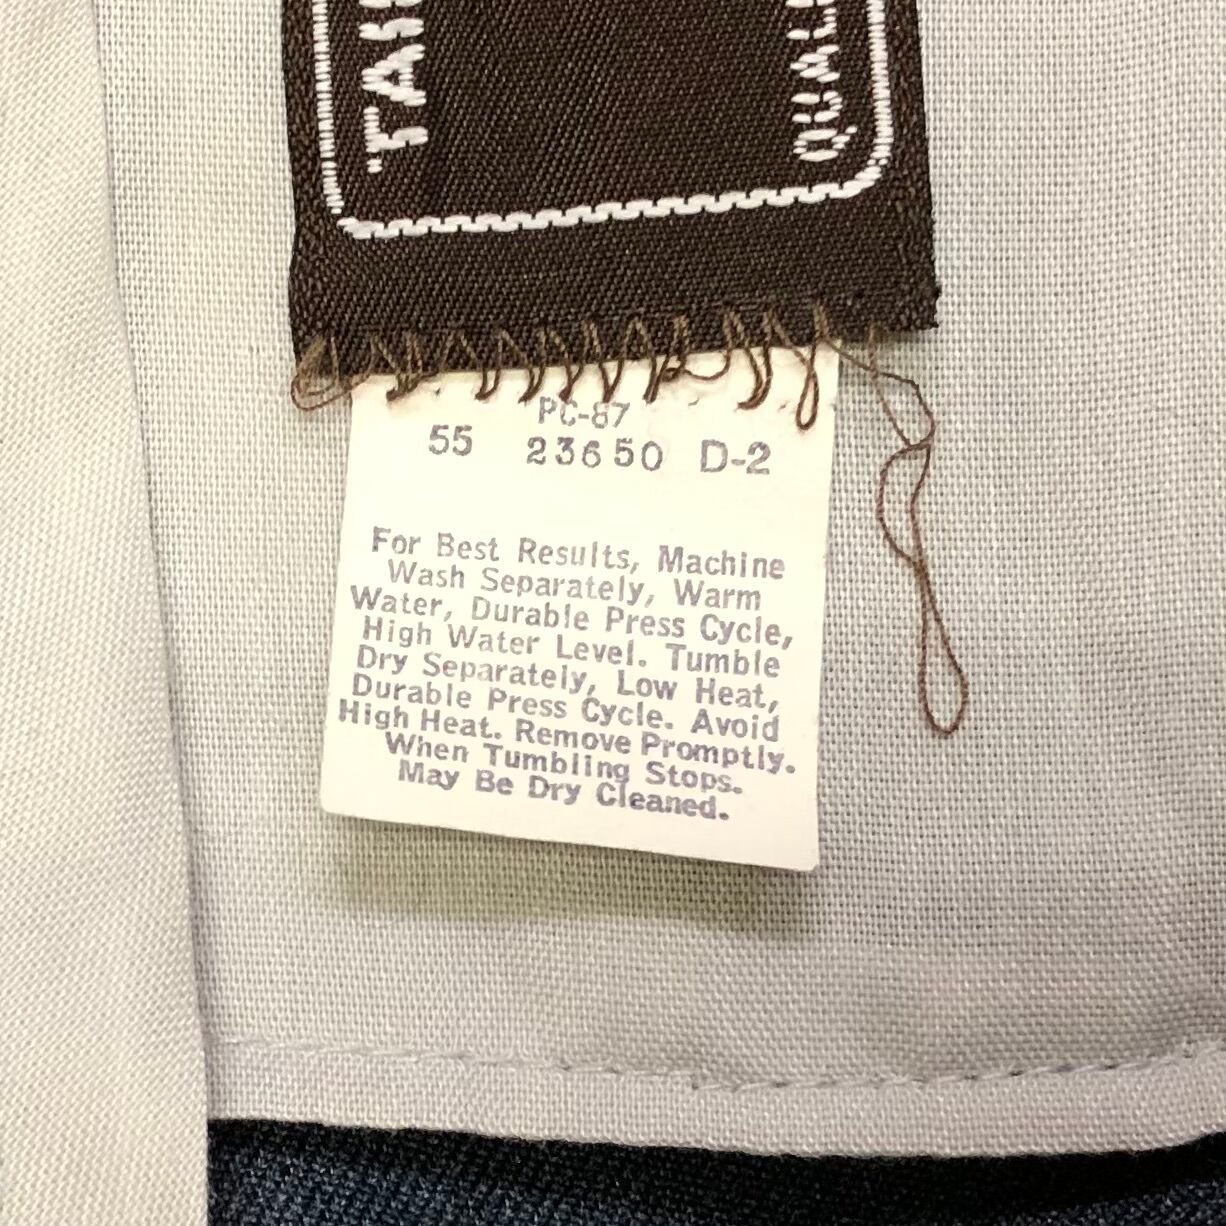 PC-87
55 23650 D-2
For Best Results, Machine
Wash Separately, Warm
Water, Durable Press Cycle,
High Water Level. Tumble
Dry Separately, Low Heat,
Durable Press Cycle. Avoid
High Heat. Remove Promptly.
When Tumbling Stops.
May Be Dry Cleaned.